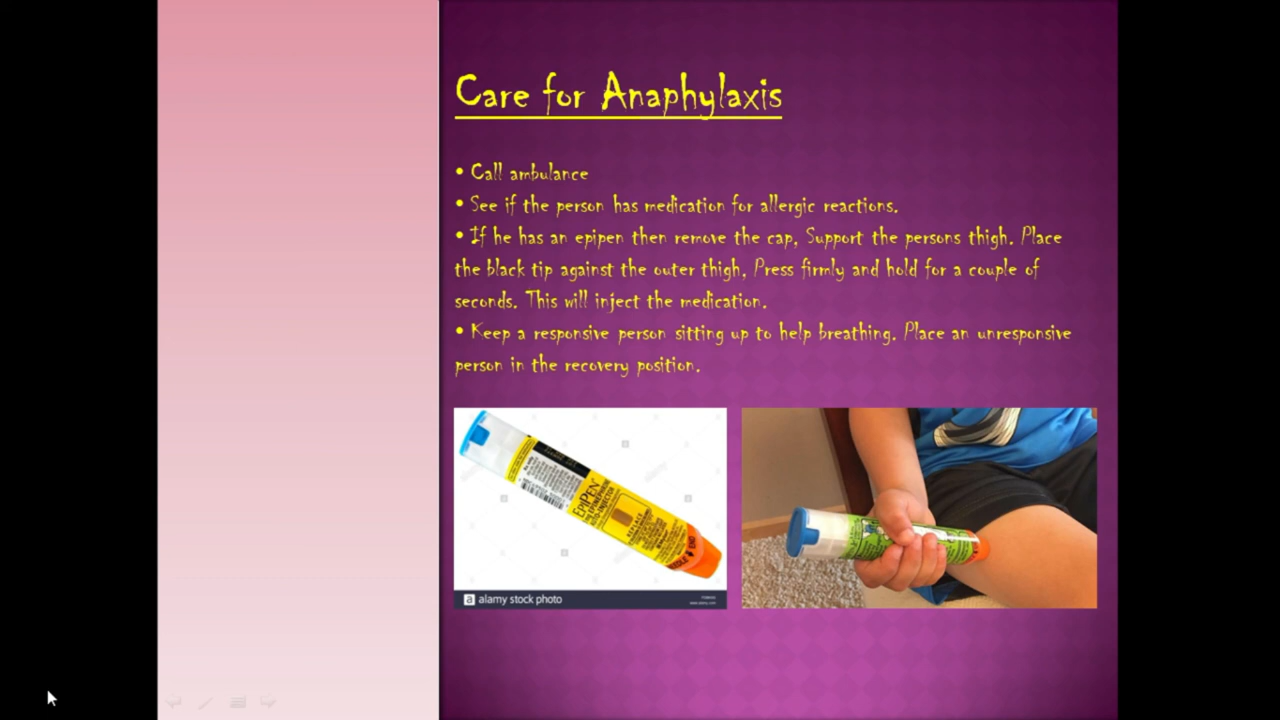 Care for Anaphylaxis
• Call ambulance
• See if the person has medication for allergic reactions.
• If he has an epipen then remove the cap, Support the persons thigh. Place
the black tip against the outer thigh, Press firmly and hold for a couple of
seconds. This will inject the medication.
• Keep a responsive person sitting up to help breathing. Place an unresponsive
person in the recovery position.
EPIPEN
NEEDLE END
a alamy stock photo